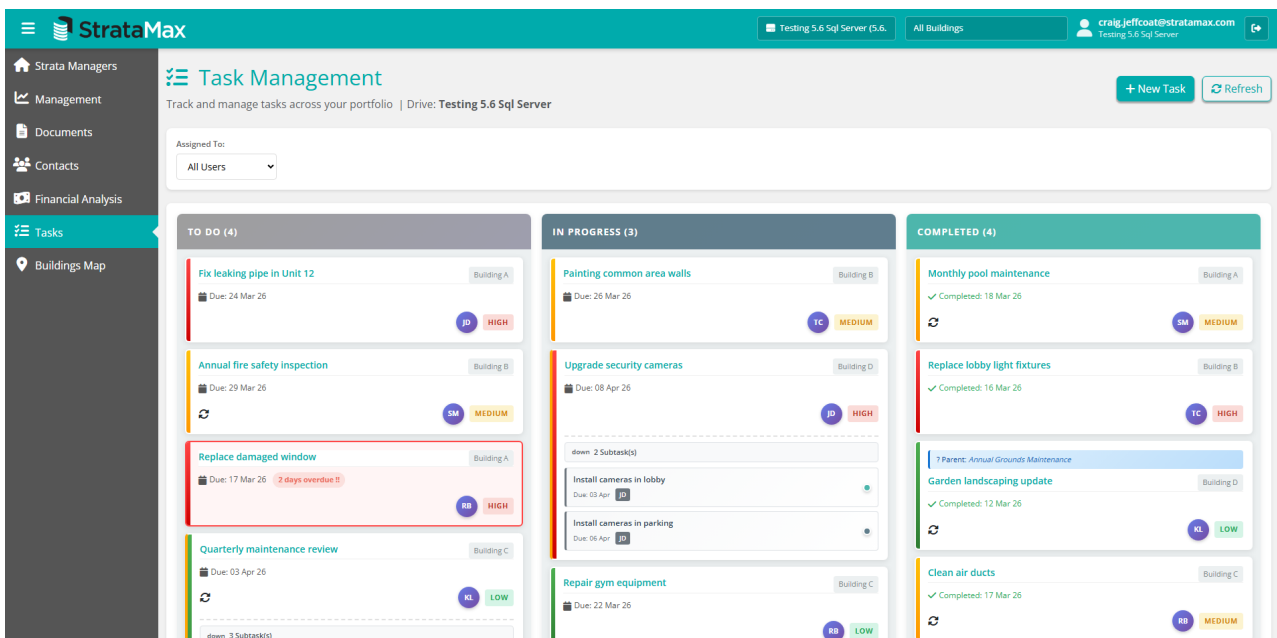 StrataMax
Testing 5.6 Sql Server (5.6.
All Buildings
craig.jeffcoat@stratamax.com
Testing 5.6 Sql Server
Strata Managers
Management
Documents
Contacts
Financial Analysis
Tasks
Buildings Map
Task Management
Track and manage tasks across your portfolio | Drive: Testing 5.6 Sql Server
+ New Task
Refresh
Assigned To:
All Users
TO DO (4)
Fix leaking pipe in Unit 12
Building A
Due: 24 Mar 26
JD HIGH
Annual fire safety inspection
Building B
Due: 29 Mar 26
SM MEDIUM
Replace damaged window
Building A
Due: 17 Mar 26 2 days overdue !!
RB HIGH
Quarterly maintenance review
Building C
Due: 03 Apr 26
KL LOW
down 3 Subtask(s)
IN PROGRESS (3)
Painting common area walls
Building B
Due: 26 Mar 26
TC MEDIUM
Upgrade security cameras
Building D
Due: 08 Apr 26
JD HIGH
down 2 Subtask(s)
Install cameras in lobby
Due: 03 Apr JD
Install cameras in parking
Due: 06 Apr JD
Repair gym equipment
Building C
Due: 22 Mar 26
RB LOW
COMPLETED (4)
Monthly pool maintenance
Building A
Completed: 18 Mar 26
SM MEDIUM
Replace lobby light fixtures
Building B
Completed: 16 Mar 26
TC HIGH
? Parent: Annual Grounds Maintenance
Garden landscaping update
Building D
Completed: 12 Mar 26
KL LOW
Clean air ducts
Building C
Completed: 17 Mar 26
RB MEDIUM